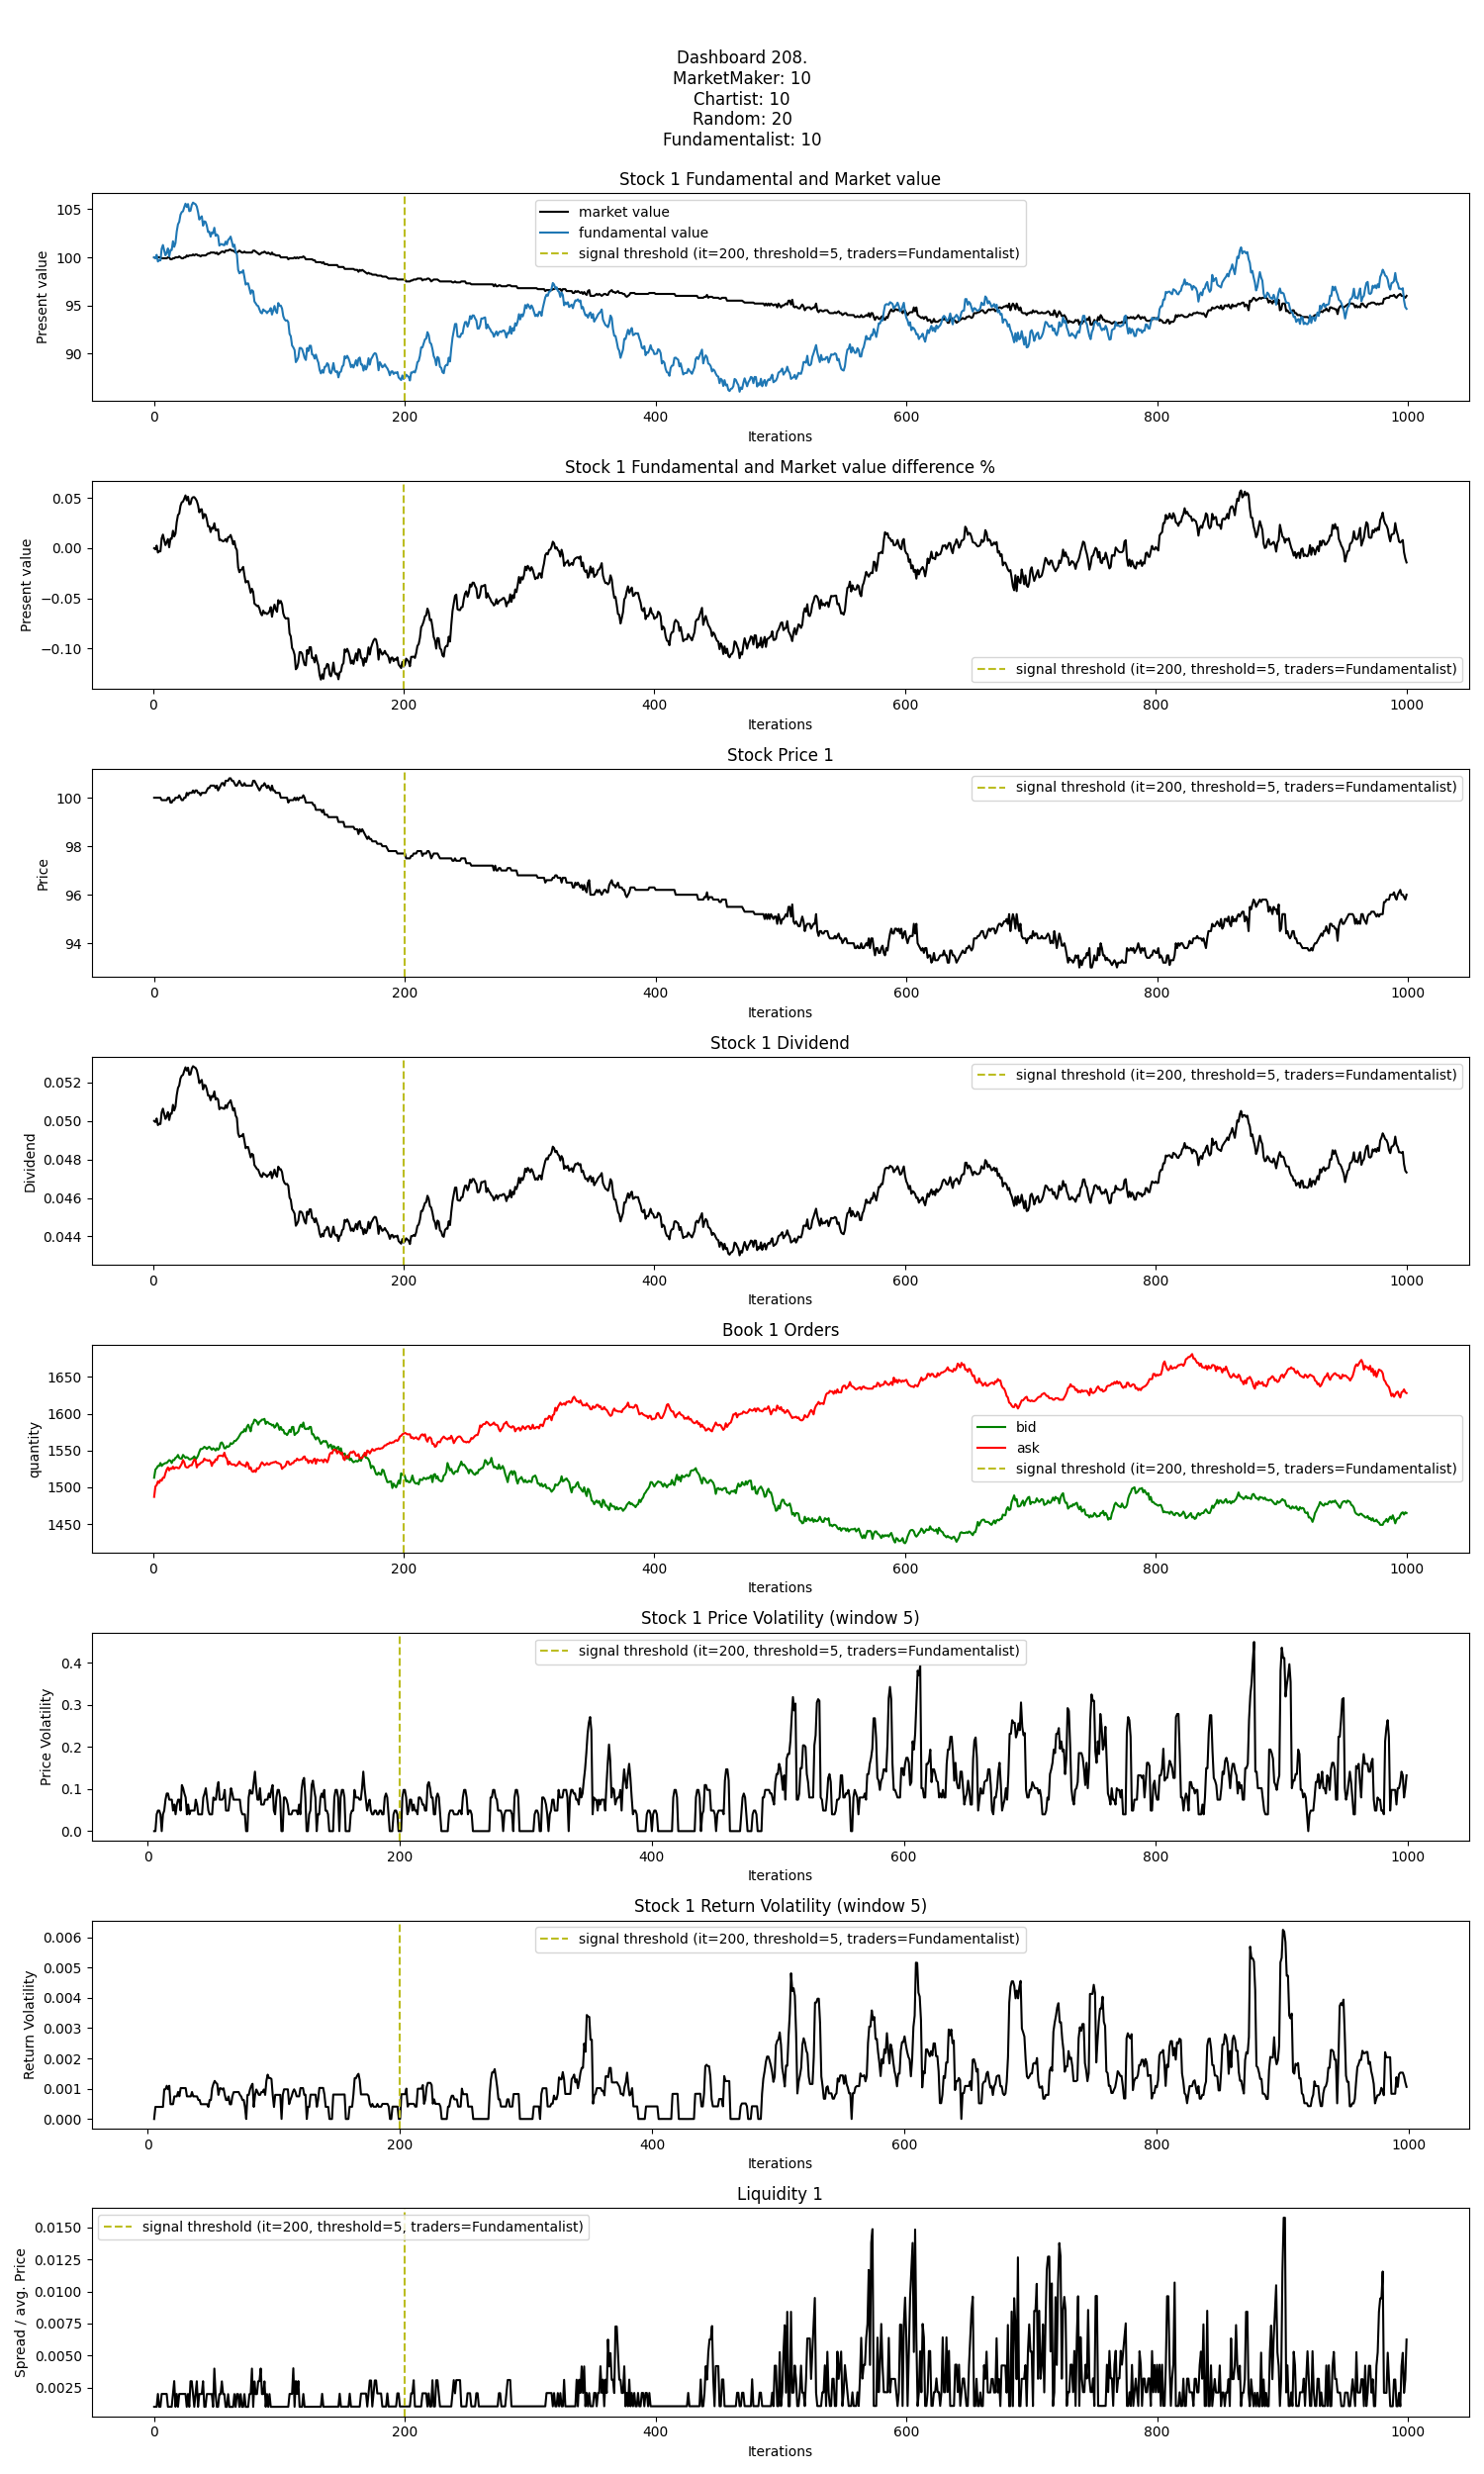 Dashboard 208.
MarketMaker: 10
Chartist: 10
Random: 20
Fundamentalist: 10
Stock 1 Fundamental and Market value
market value
fundamental value
signal threshold (it=200, threshold=5, traders=Fundamentalist)
Present value
105
100
95
90
0 200 400 600 800 1000
Iterations
Stock 1 Fundamental and Market value difference %
Present value
0.05
0.00
−0.05
−0.10
signal threshold (it=200, threshold=5, traders=Fundamentalist)
0 200 400 600 800 1000
Iterations
Stock Price 1
signal threshold (it=200, threshold=5, traders=Fundamentalist)
Price
100
98
96
94
0 200 400 600 800 1000
Iterations
Stock 1 Dividend
signal threshold (it=200, threshold=5, traders=Fundamentalist)
Dividend
0.052
0.050
0.048
0.046
0.044
0 200 400 600 800 1000
Iterations
Book 1 Orders
quantity
1650
1600
1550
1500
1450
bid
ask
signal threshold (it=200, threshold=5, traders=Fundamentalist)
0 200 400 600 800 1000
Iterations
Stock 1 Price Volatility (window 5)
signal threshold (it=200, threshold=5, traders=Fundamentalist)
Price Volatility
0.4
0.3
0.2
0.1
0.0
0 200 400 600 800 1000
Iterations
Stock 1 Return Volatility (window 5)
signal threshold (it=200, threshold=5, traders=Fundamentalist)
Return Volatility
0.006
0.005
0.004
0.003
0.002
0.001
0.000
0 200 400 600 800 1000
Iterations
Liquidity 1
signal threshold (it=200, threshold=5, traders=Fundamentalist)
Spread / avg. Price
0.0150
0.0125
0.0100
0.0075
0.0050
0.0025
0 200 400 600 800 1000
Iterations